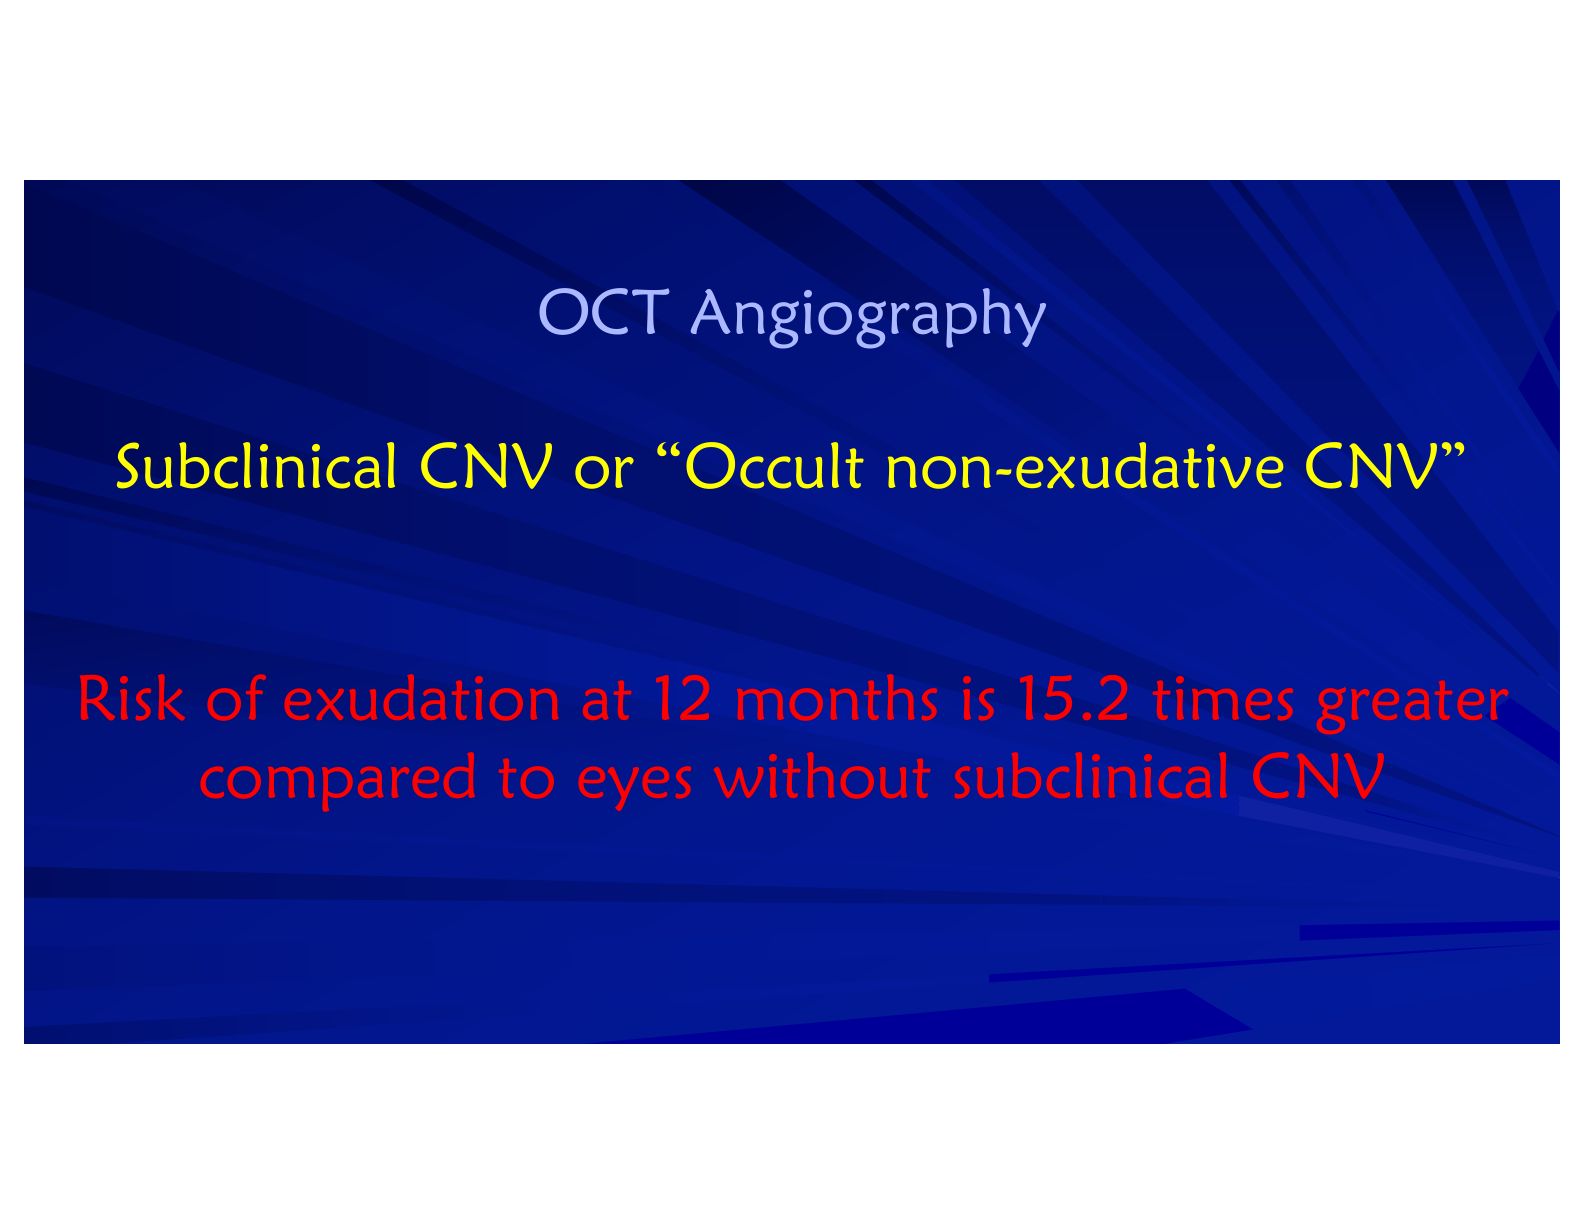 OCT Angiography
Subclinical CNV or “Occult non-exudative CNV”
Risk of exudation at 12 months is 15.2 times greater
compared to eyes without subclinical CNV